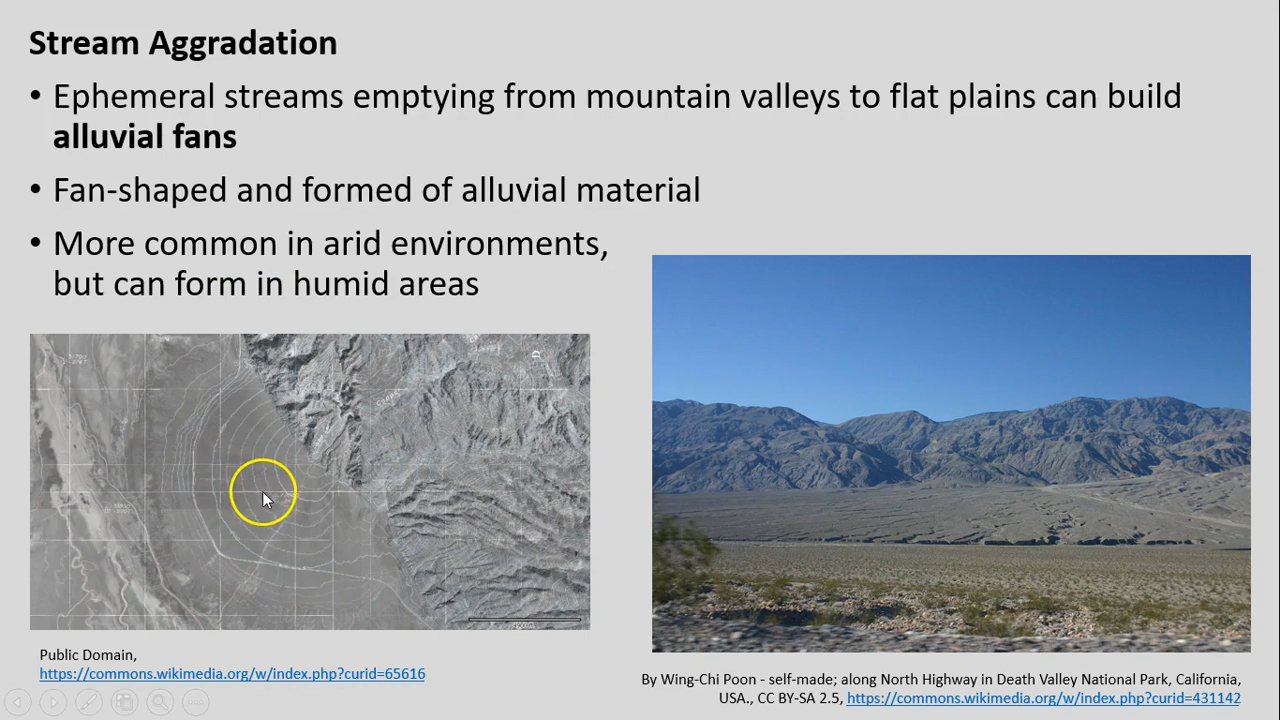 Stream Aggradation
• Ephemeral streams emptying from mountain valleys to flat plains can build
alluvial fans
• Fan-shaped and formed of alluvial material
• More common in arid environments,
but can form in humid areas
Public Domain,
https://commons.wikimedia.org/w/index.php?curid=65616
By Wing-Chi Poon - self-made; along North Highway in Death Valley National Park, California,
USA., CC BY-SA 2.5, https://commons.wikimedia.org/w/index.php?curid=431142